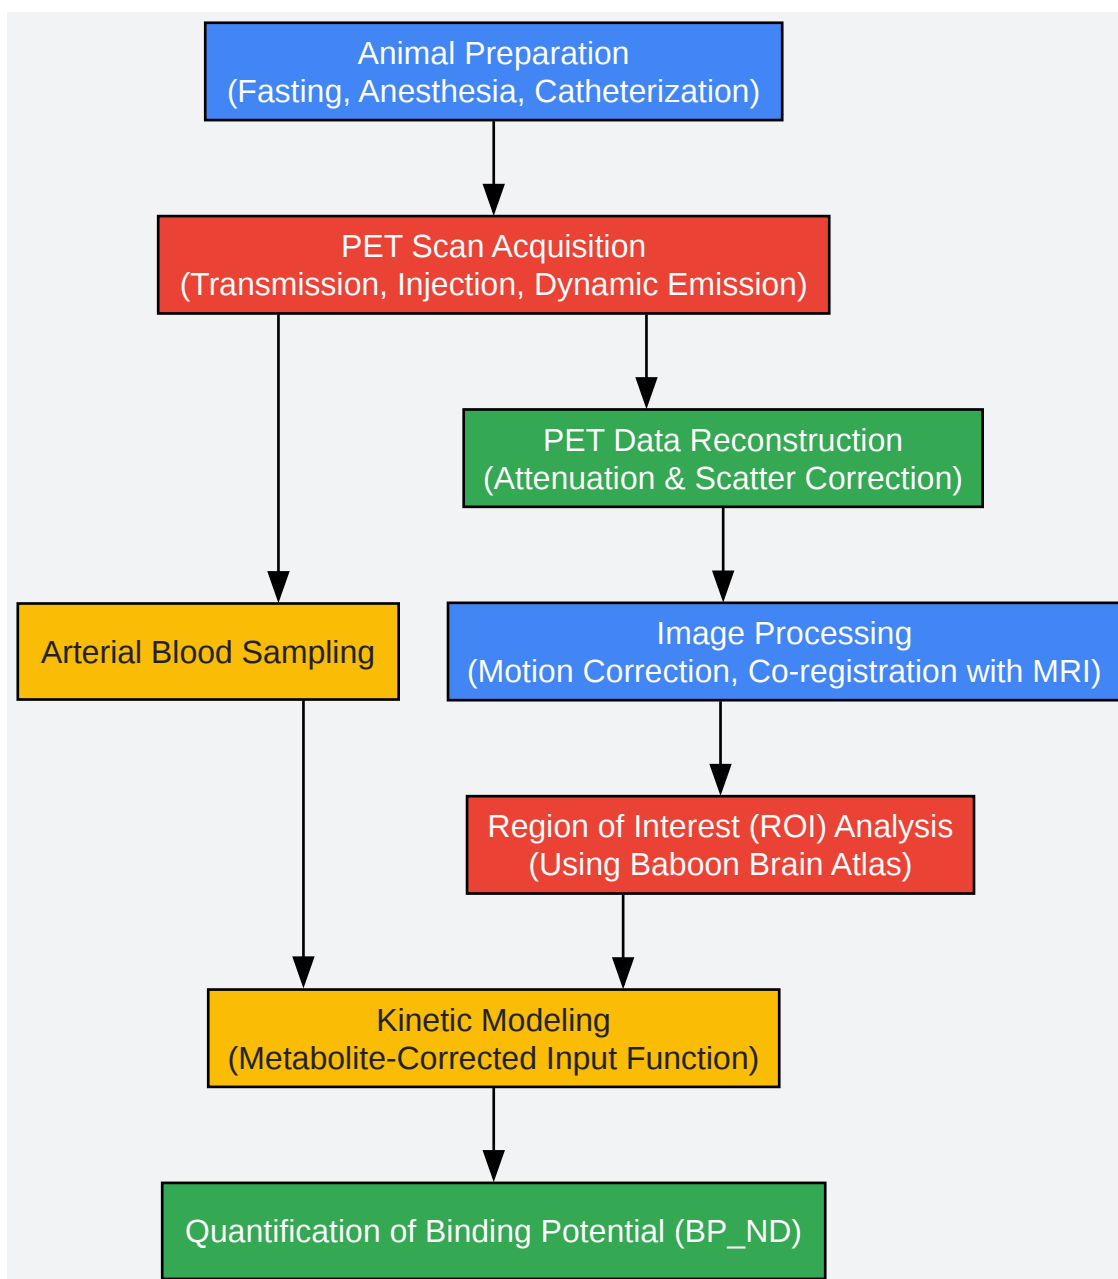 Animal Preparation
(Fasting, Anesthesia, Catheterization)
PET Scan Acquisition
(Transmission, Injection, Dynamic Emission)
PET Data Reconstruction
(Attenuation & Scatter Correction)
Arterial Blood Sampling
Image Processing
(Motion Correction, Co-registration with MRI)
Region of Interest (ROI) Analysis
(Using Baboon Brain Atlas)
Kinetic Modeling
(Metabolite-Corrected Input Function)
Quantification of Binding Potential (BP_ND)